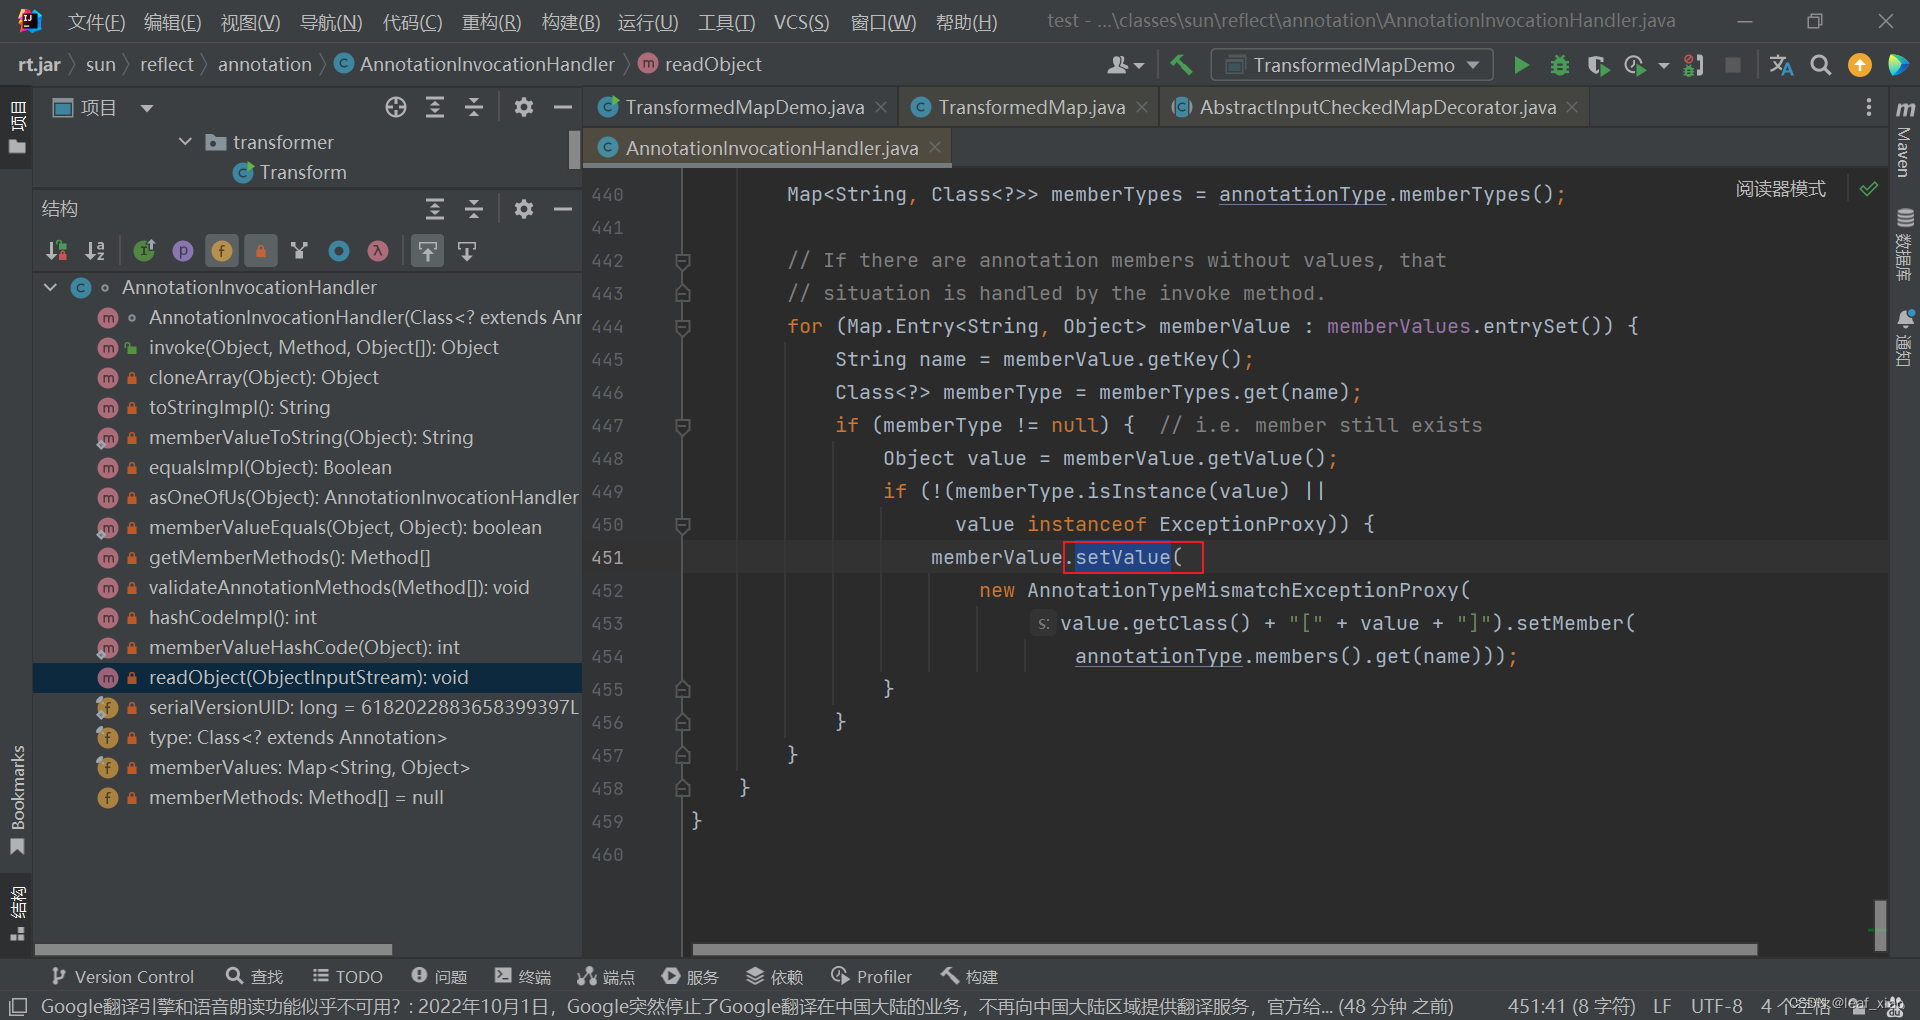 文件(F) 编辑(E) 视图(V) 导航(N) 代码(C) 重构(R) 构建(B) 运行(U) 工具(T) VCS(S) 窗口(W) 帮助(H) test - ...\classes\sun\reflect\annotation\AnnotationInvocationHandler.java
rt.jar sun reflect annotation AnnotationInvocationHandler readObject TransformedMapDemo
项目
TransformedMapDemo.java TransformedMap.java AbstractInputCheckedMapDecorator.java
AnnotationInvocationHandler.java
transformer
Transform
结构
AnnotationInvocationHandler
AnnotationInvocationHandler(Class<? extends Anr
invoke(Object, Method, Object[]): Object
cloneArray(Object): Object
toStringImpl(): String
memberValueToString(Object): String
equalsImpl(Object): Boolean
asOneOfUs(Object): AnnotationInvocationHandler
memberValueEquals(Object, Object): boolean
getMemberMethods(): Method[]
validateAnnotationMethods(Method[]): void
hashCodeImpl(): int
memberValueHashCode(Object): int
readObject(ObjectInputStream): void
serialVersionUID: long = 6182022883658399397L
type: Class<? extends Annotation>
memberValues: Map<String, Object>
memberMethods: Method[] = null
阅读器模式
440 Map<String, Class<?>> memberTypes = annotationType.memberTypes();
441
442 // If there are annotation members without values, that
443 // situation is handled by the invoke method.
444 for (Map.Entry<String, Object> memberValue : memberValues.entrySet()) {
445 String name = memberValue.getKey();
446 Class<?> memberType = memberTypes.get(name);
447 if (memberType != null) { // i.e. member still exists
448 Object value = memberValue.getValue();
449 if (!(memberType.isInstance(value) ||
450 value instanceof ExceptionProxy)) {
451 memberValue.setValue(
452 new AnnotationTypeMismatchExceptionProxy(
453 s: value.getClass() + "[" + value + "]").setMember(
454 annotationType.members().get(name)));
455 }
456 }
457 }
458 }
459 }
460
项目
Bookmarks
结构
Maven
数据库
通知
Version Control 查找 TODO 问题 终端 端点 服务 依赖 Profiler 构建
Google翻译引擎和语音朗读功能似乎不可用? : 2022年10月1日，Google突然停止了Google翻译在中国大陆的业务，不再向中国大陆区域提供翻译服务，官方给... (48 分钟 之前) 451:41 (8 字符) LF UTF-8 4 个空格